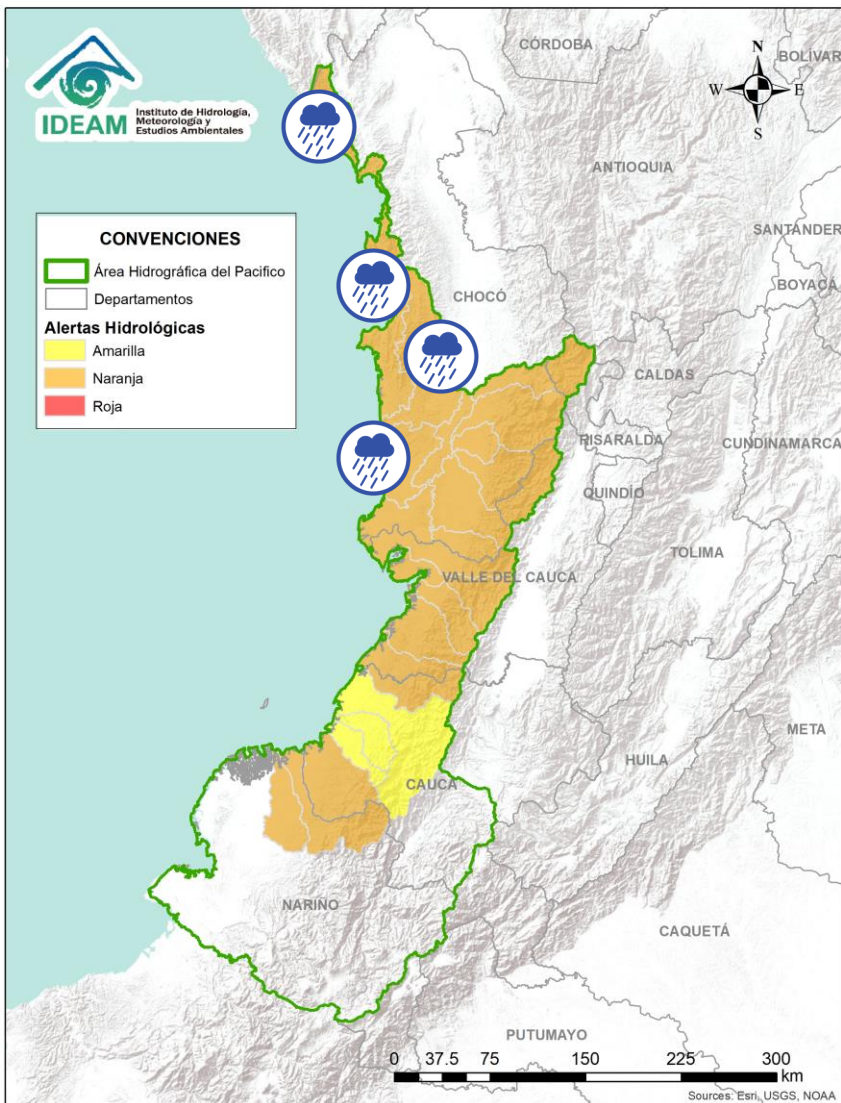 IDEAM
Instituto de Hidrología,
Meteorología y
Estudios Ambientales
CÓRDOBA
BOLÍVAR
N
W
E
S
ANTIOQUIA
SANTANDER
BOYACÁ
CONVENCIONES
Área Hidrográfica del Pacifico
Departamentos
Alertas Hidrológicas
Amarilla
Naranja
Roja
CHOCÓ
CALDAS
RISARALDA
CUNDINAMARCA
QUINDÍO
TOLIMA
VALLE DEL CAUCA
META
HUILA
CAUCA
NARIÑO
CAQUETÁ
PUTUMAYO
0 37.5 75 150 225 300
km
Sources: Esri, USGS, NOAA